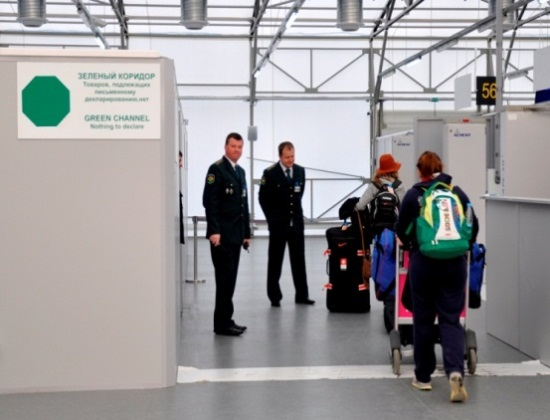 ЗЕЛЕНЫЙ КОРИДОР
Товаров, подлежащих
письменному
декларированию, нет
GREEN CHANNEL
Nothing to declare
56